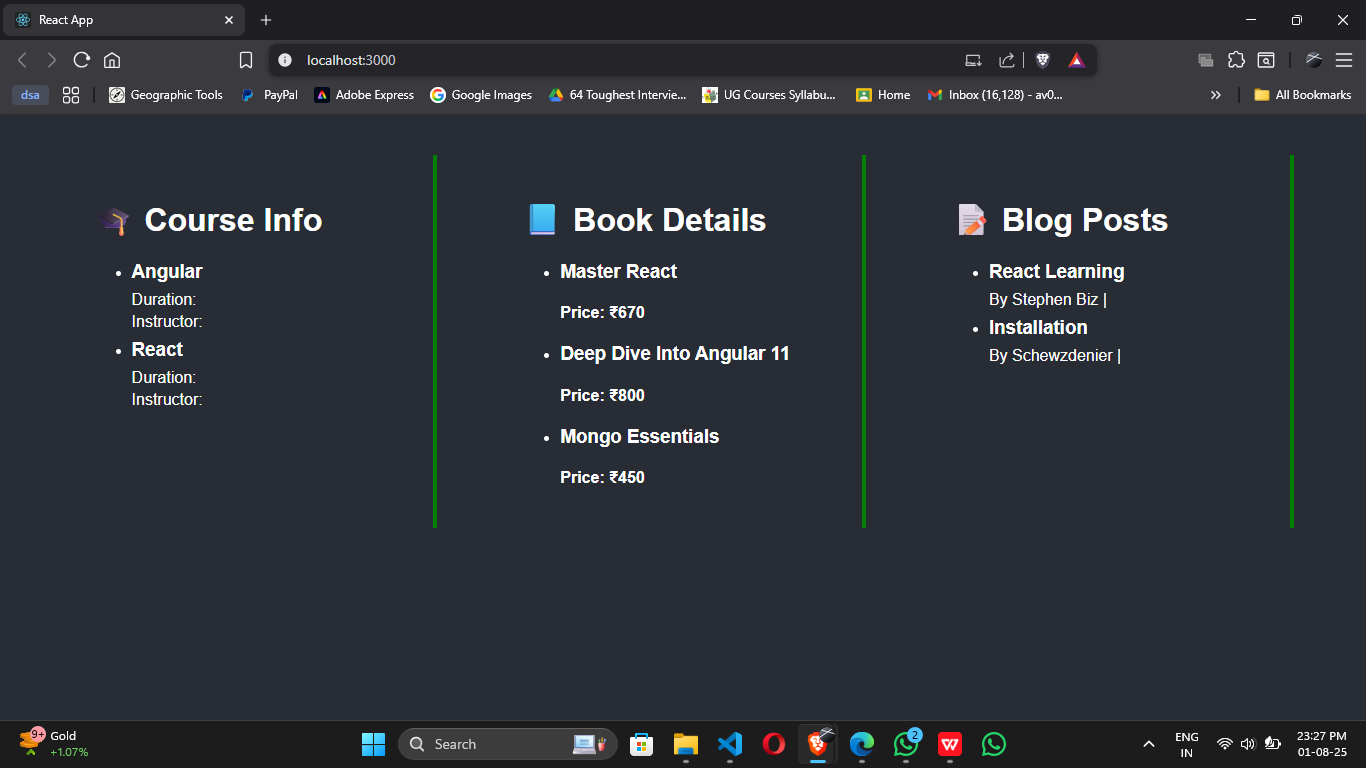 React App
localhost:3000
dsa
Geographic Tools
PayPal
Adobe Express
Google Images
64 Toughest Intervie...
UG Courses Syllabu...
Home
Inbox (16,128) - av0...
All Bookmarks
Course Info
Angular
Duration:
Instructor:
React
Duration:
Instructor:
Book Details
Master React
Price: ₹670
Deep Dive Into Angular 11
Price: ₹800
Mongo Essentials
Price: ₹450
Blog Posts
React Learning
By Stephen Biz |
Installation
By Schewzdenier |
9+
Gold
+1.07%
Search
2
ENG
IN
23:27 PM
01-08-25